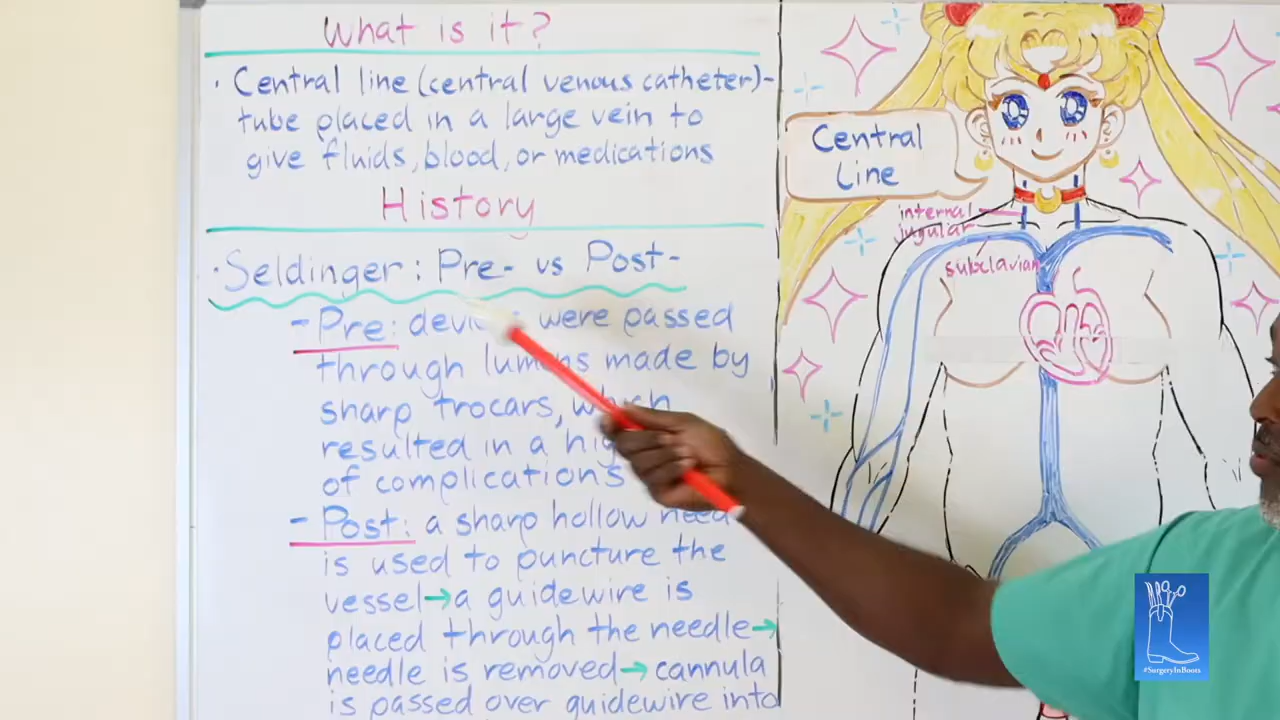 What is it?
· Central line (central venous catheter)-
tube placed in a large vein to
give fluids, blood, or medications
History
· Seldinger: Pre- vs Post-
- Pre: were passed
through lumens made by
sharp trocars, which
resulted in a
of complications
- Post: a sharp hollow
is used to puncture the
vessel→a guidewire is
placed through the needle→
needle is removed→cannula
is passed over guidewire into
Central
Line
internal
jugular
subclavian
#SurgeryInBoots